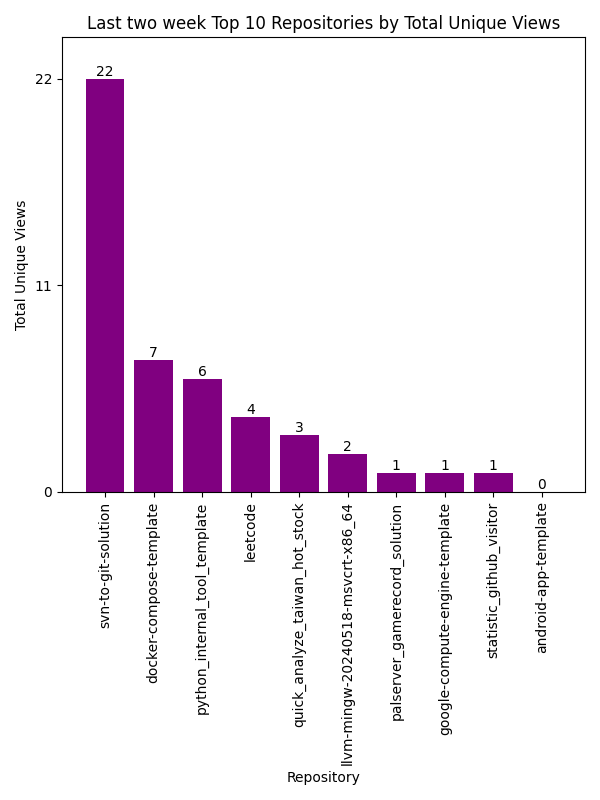 Last two week Top 10 Repositories by Total Unique Views
Total Unique Views
22
11
0
22
7
6
4
3
2
1
1
1
0
svn-to-git-solution
docker-compose-template
python_internal_tool_template
leetcode
quick_analyze_taiwan_hot_stock
llvm-mingw-20240518-msvcrt-x86_64
palserver_gamerecord_solution
google-compute-engine-template
statistic_github_visitor
android-app-template
Repository